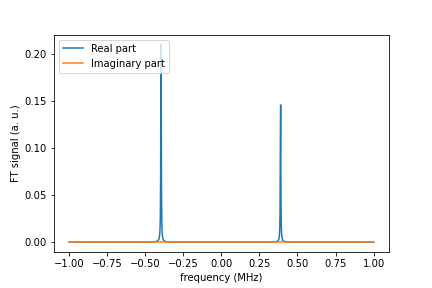 Real part
Imaginary part
0.20
0.15
0.10
0.05
0.00
FT signal (a. u.)
−1.00 −0.75 −0.50 −0.25 0.00 0.25 0.50 0.75 1.00
frequency (MHz)